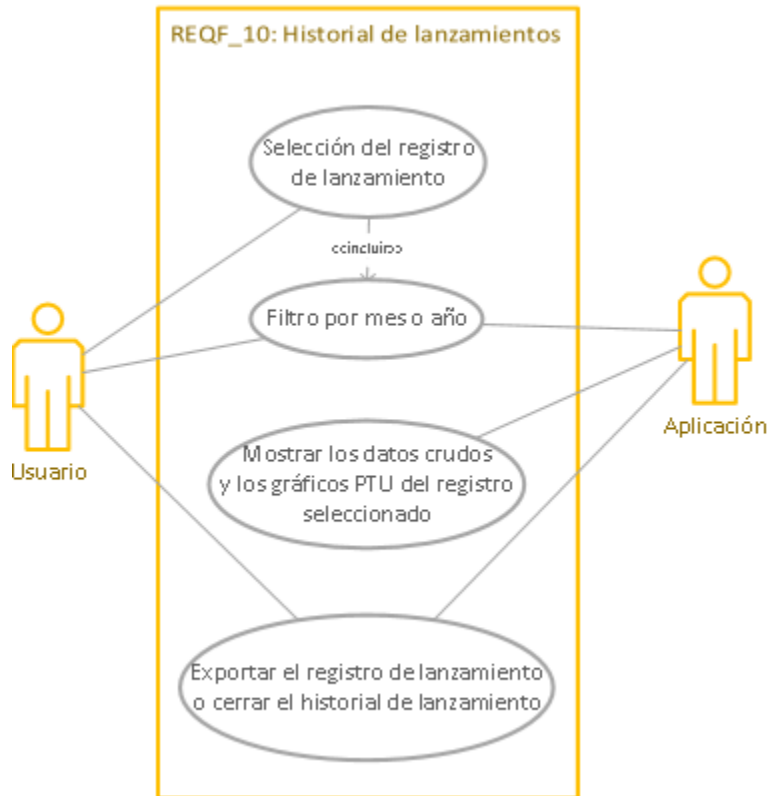 REQF_10: Historial de lanzamientos
Selección del registro
de lanzamiento
<<incluir>>
Filtro por mes o año
Mostrar los datos crudos
y los gráficos PTU del registro
seleccionado
Exportar el registro de lanzamiento
o cerrar el historial de lanzamiento
Usuario
Aplicación